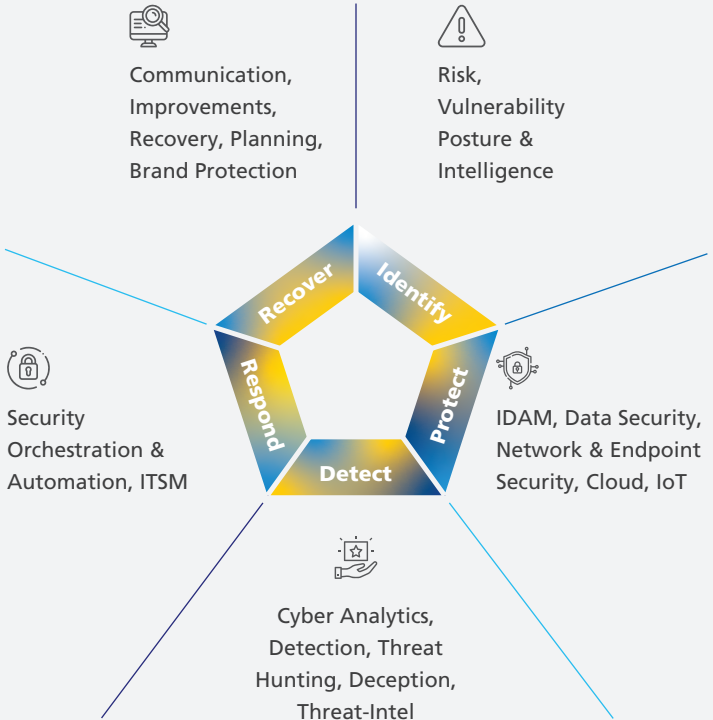 Communication,
Improvements,
Recovery, Planning,
Brand Protection
Risk,
Vulnerability
Posture &
Intelligence
Recover
Identify
Respond
Protect
Detect
Security
Orchestration &
Automation, ITSM
IDAM, Data Security,
Network & Endpoint
Security, Cloud, IoT
Cyber Analytics,
Detection, Threat
Hunting, Deception,
Threat-Intel